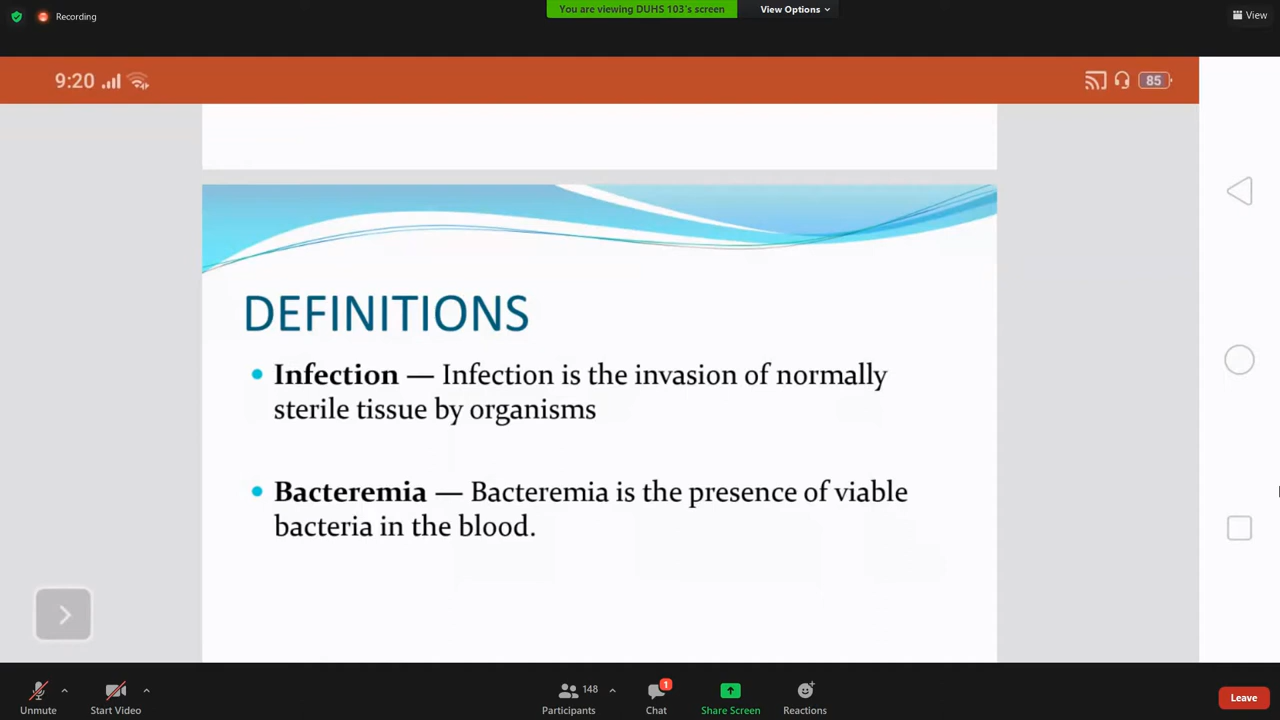 Recording
You are viewing DUHS 103's screen
View Options
View
9:20
85
DEFINITIONS
• Infection — Infection is the invasion of normally
sterile tissue by organisms
• Bacteremia — Bacteremia is the presence of viable
bacteria in the blood.
Unmute
Start Video
148
Participants
1
Chat
Share Screen
Reactions
Leave